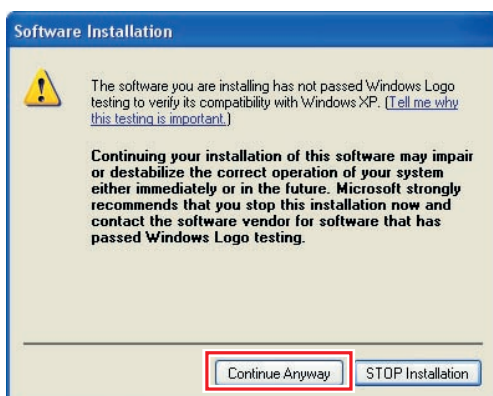 Software Installation
The software you are installing has not passed Windows Logo
testing to verify its compatibility with Windows XP. (Tell me why
this testing is important.)
Continuing your installation of this software may impair
or destabilize the correct operation of your system
either immediately or in the future. Microsoft strongly
recommends that you stop this installation now and
contact the software vendor for software that has
passed Windows Logo testing.
Continue Anyway
STOP Installation